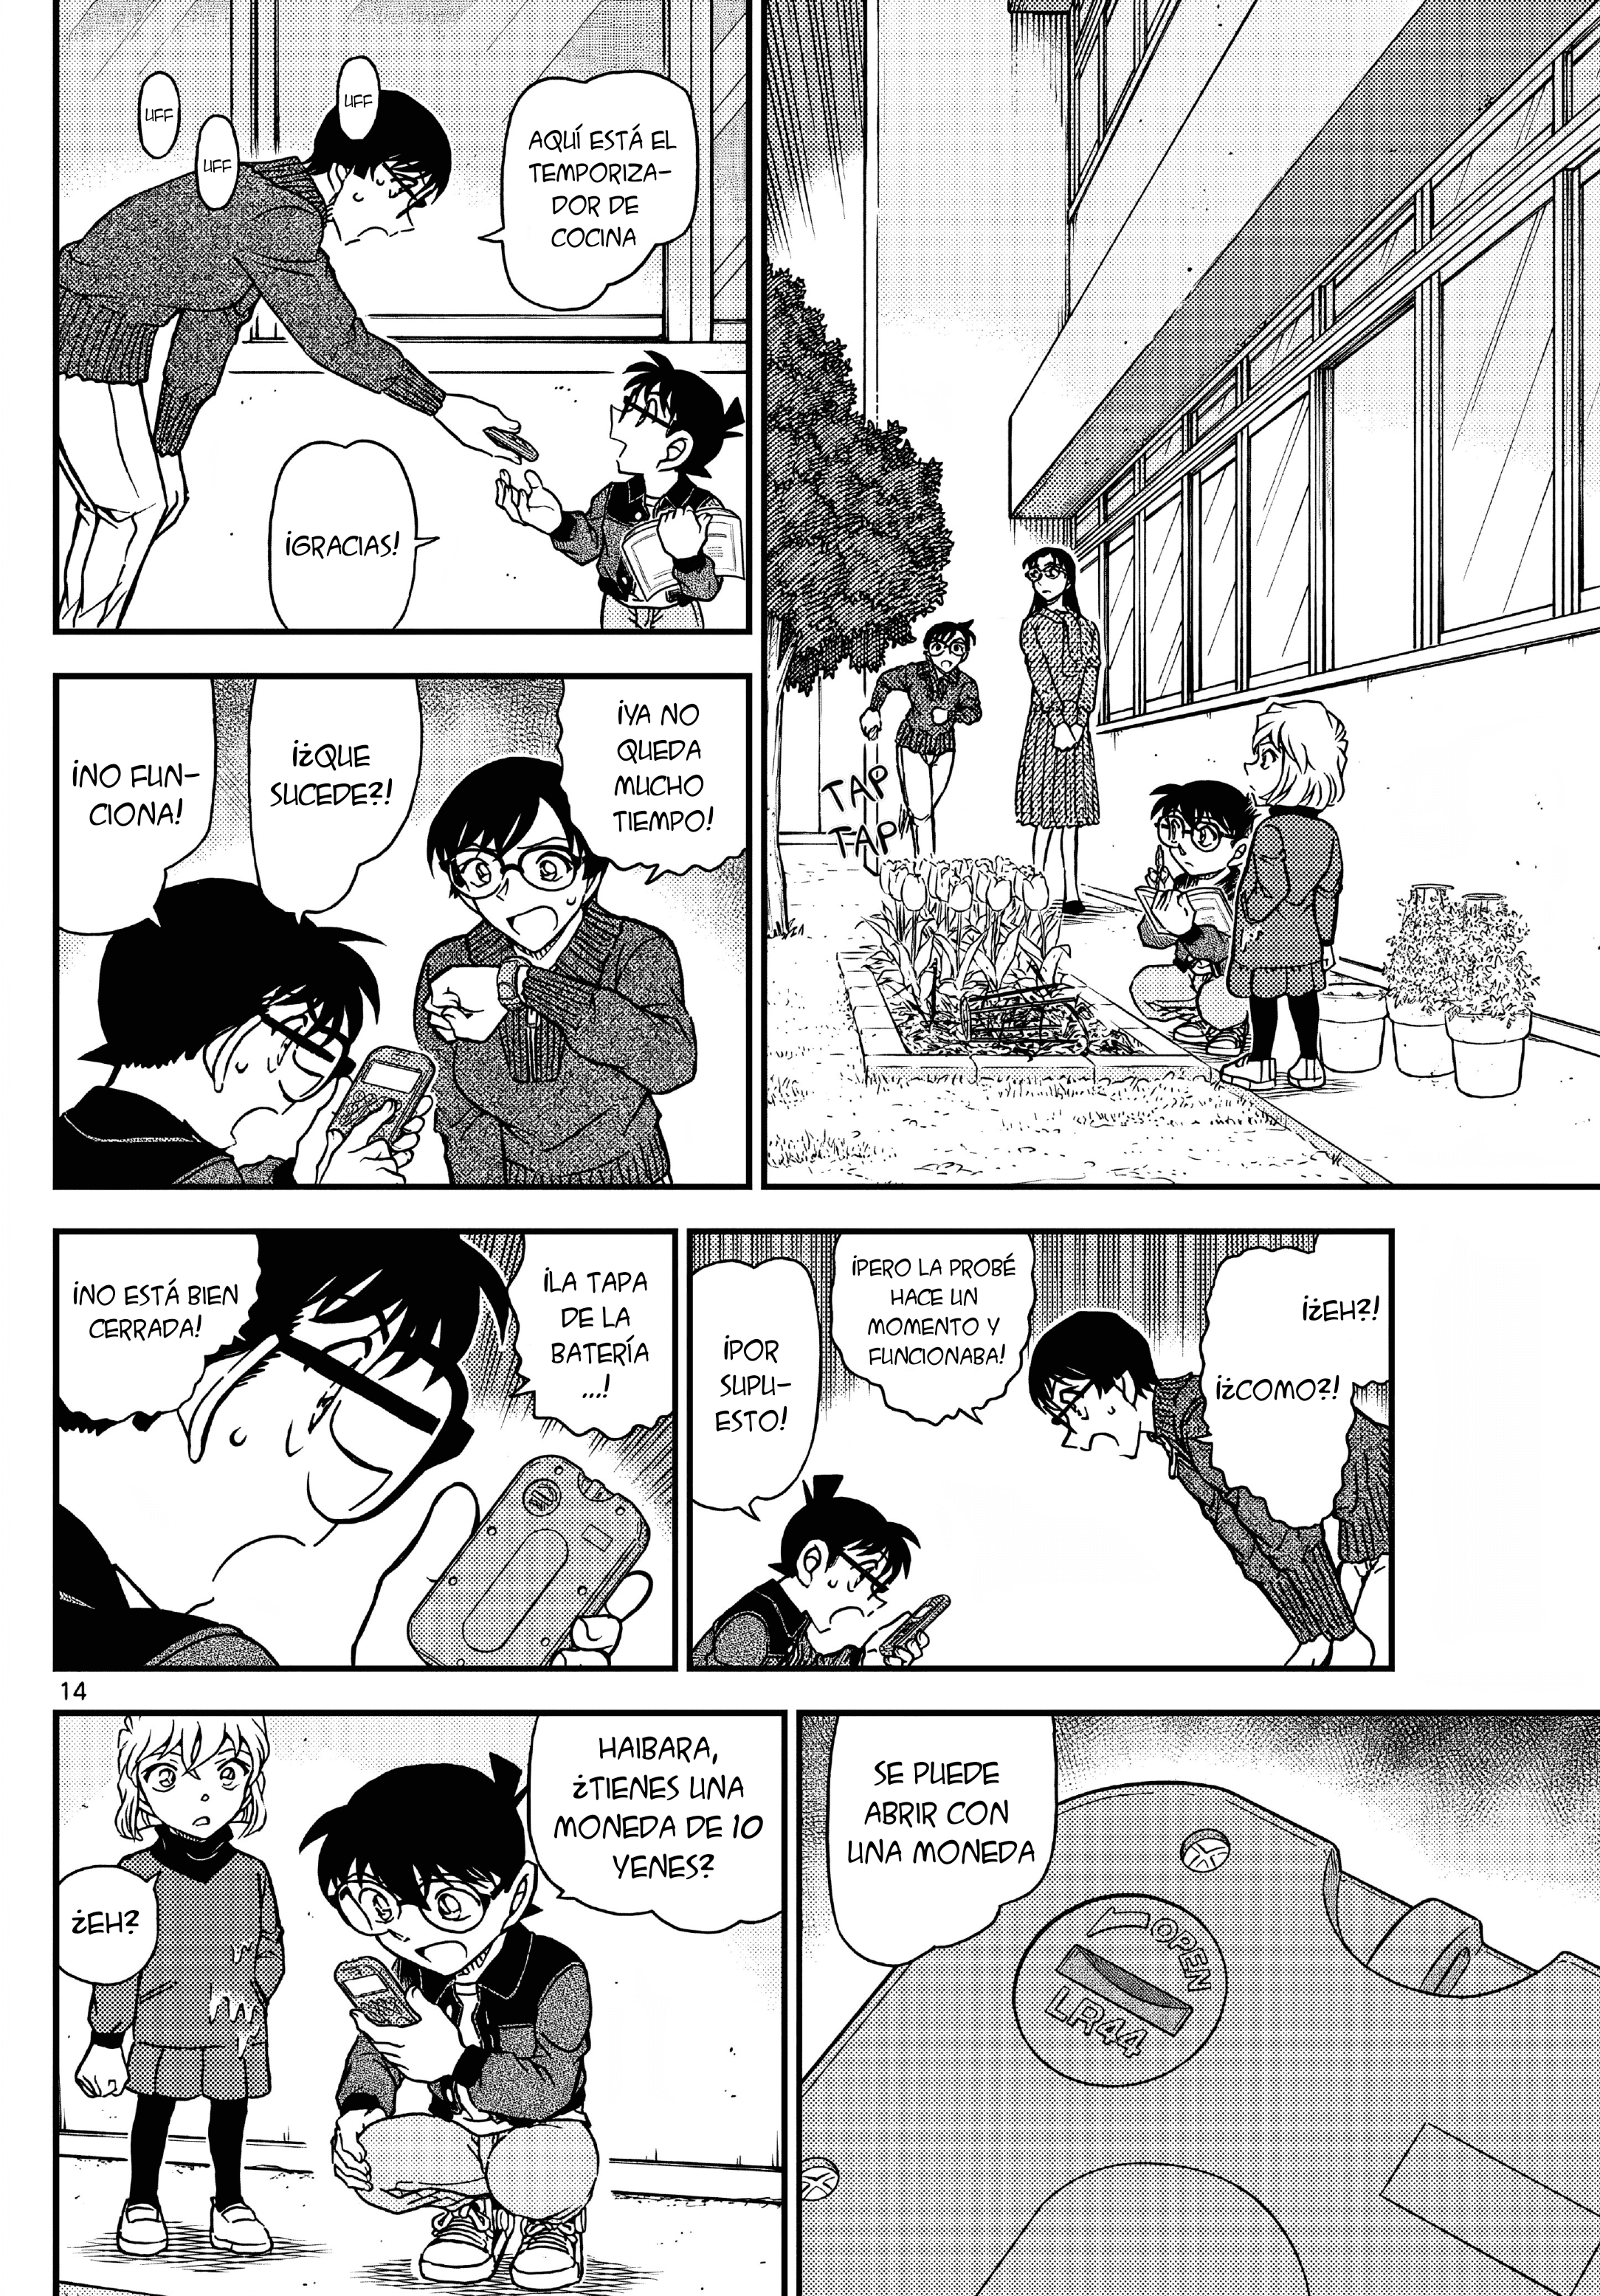 TAP
TAP
UFF
UFF
UFF
AQUÍ ESTÁ EL
TEMPORIZA-
DOR DE
COCINA
¡GRACIAS!
¡YA NO
QUEDA
MUCHO
TIEMPO!
¡¿QUE
SUCEDE?!
¡NO FUN-
CIONA!
¡¿EH?!
¡¿COMO?!
¡PERO LA PROBÉ
HACE UN
MOMENTO Y
FUNCIONABA!
¡POR
SUPU-
ESTO!
¡LA TAPA
DE LA
BATERÍA
...!
¡NO ESTÁ BIEN
CERRADA!
14
SE PUEDE
ABRIR CON
UNA MONEDA
OPEN
LR44
HAIBARA,
¿TIENES UNA
MONEDA DE 10
YENES?
¿EH?